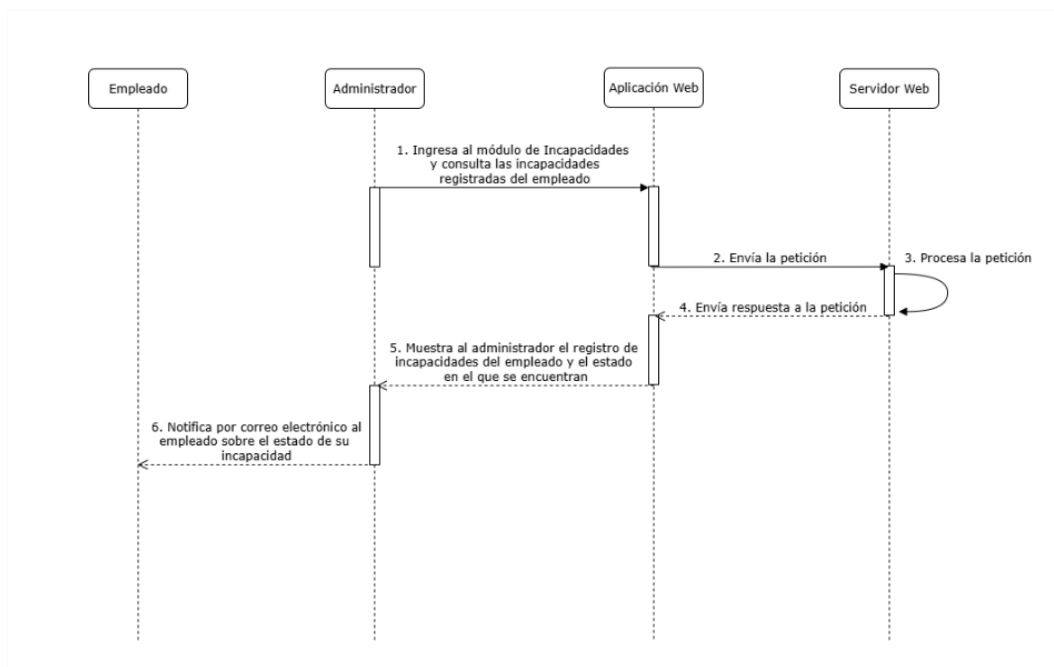 Empleado
Administrador
Aplicación Web
Servidor Web
1. Ingresa al módulo de Incapacidades
y consulta las incapacidades
registradas del empleado
2. Envía la petición
3. Procesa la petición
4. Envía respuesta a la petición
5. Muestra al administrador el registro de
incapacidades del empleado y el estado
en el que se encuentran
6. Notifica por correo electrónico al
empleado sobre el estado de su
incapacidad